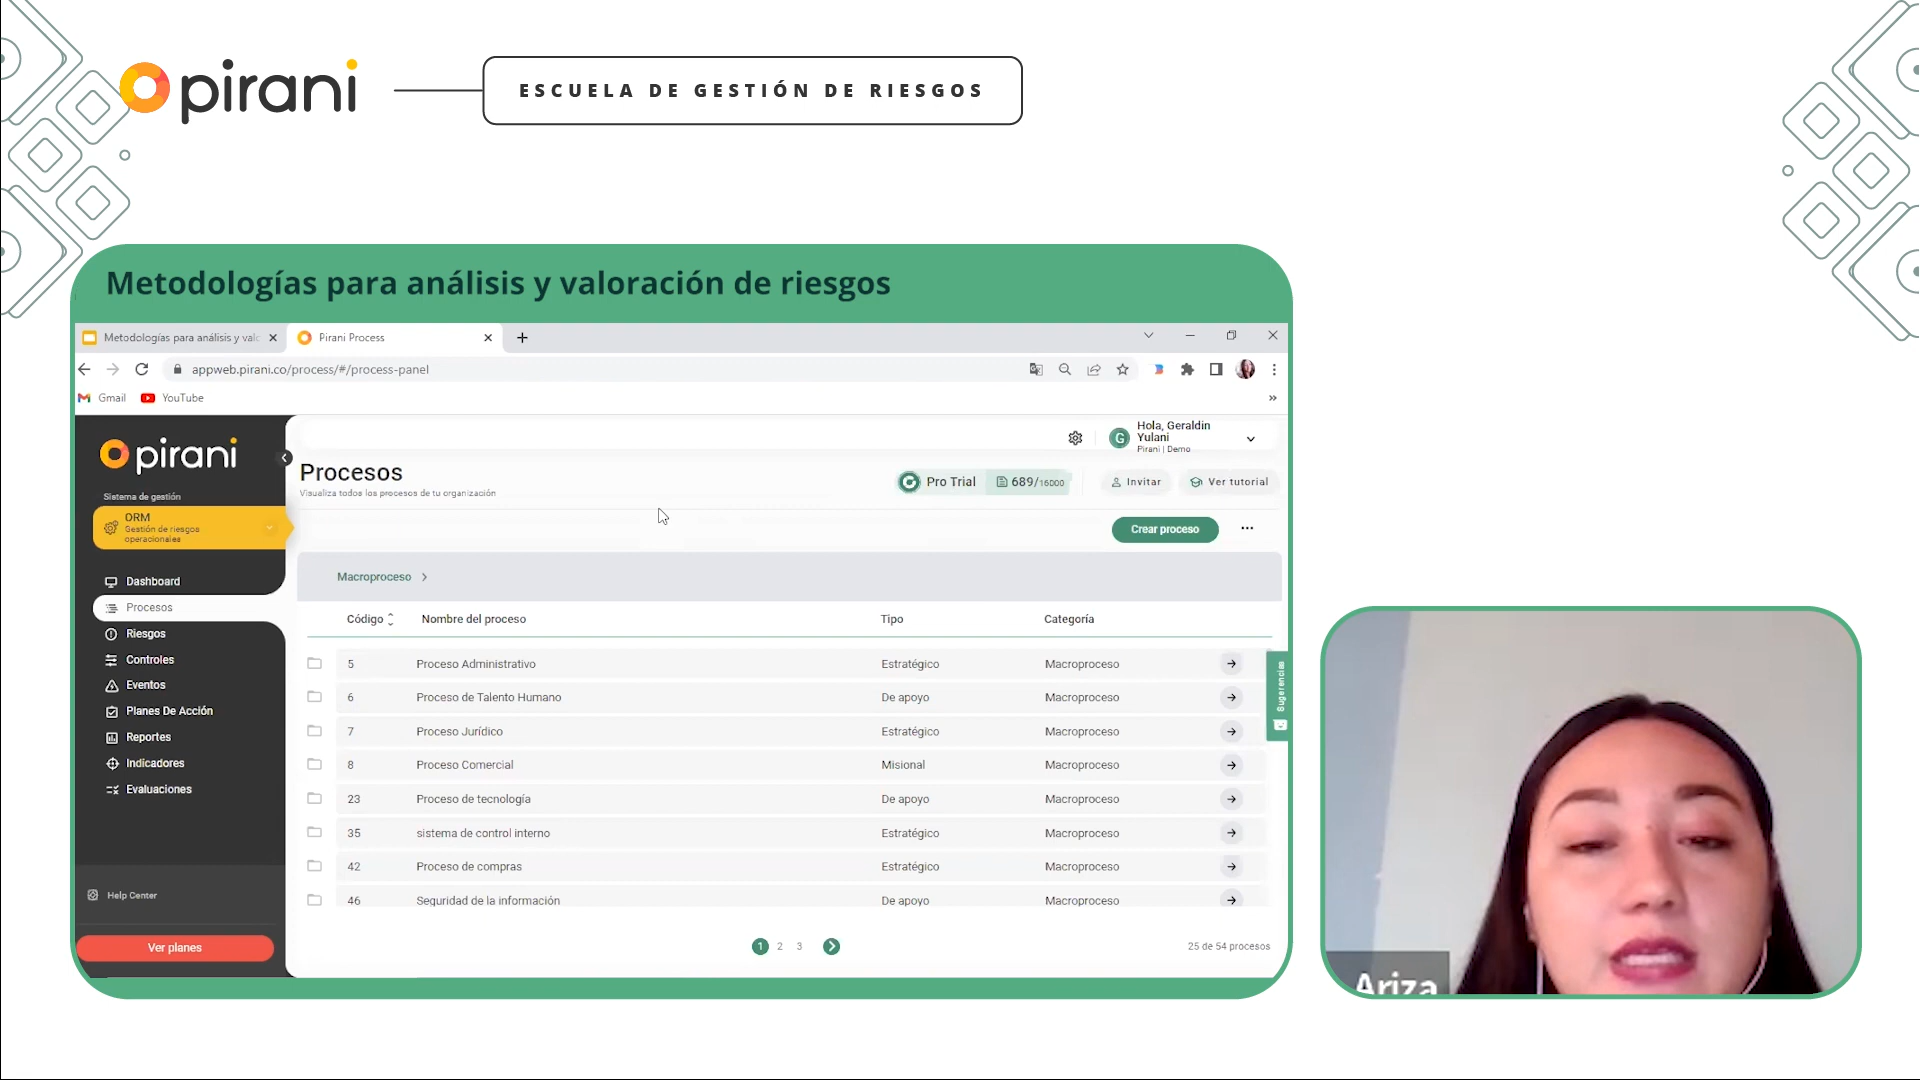 pirani
ESCUELA DE GESTIÓN DE RIESGOS
Metodologías para análisis y valoración de riesgos
Metodologías para análisis y valc
Pirani Process
appweb.pirani.co/process/#/process-panel
Gmail
YouTube
»
pirani
Sistema de gestión
ORM
Gestión de riesgos
operacionales
Dashboard
Procesos
Riesgos
Controles
Eventos
Planes De Acción
Reportes
Indicadores
Evaluaciones
Help Center
Ver planes
G
Hola, Geraldin
Yulani
Pirani | Demo
Procesos
Visualiza todos los procesos de tu organización
Pro Trial
689/16000
Invitar
Ver tutorial
Crear proceso
Macroproceso
Código
Nombre del proceso
Tipo
Categoría
5 Proceso Administrativo Estratégico Macroproceso
6 Proceso de Talento Humano De apoyo Macroproceso
7 Proceso Jurídico Estratégico Macroproceso
8 Proceso Comercial Misional Macroproceso
23 Proceso de tecnología De apoyo Macroproceso
35 sistema de control interno Estratégico Macroproceso
42 Proceso de compras Estratégico Macroproceso
46 Seguridad de la información De apoyo Macroproceso
Sugerencias
1 2 3
25 de 54 procesos
Ariza